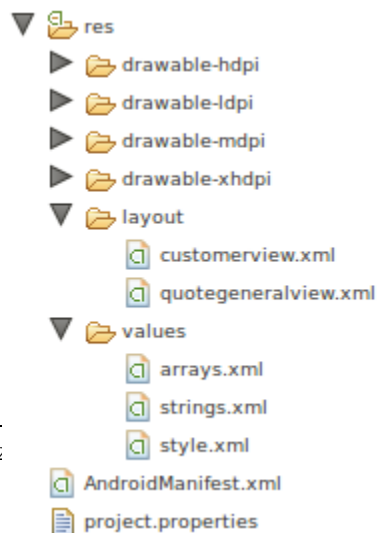 res
drawable-hdpi
drawable-ldpi
drawable-mdpi
drawable-xhdpi
layout
customerview.xml
quotegeneralview.xml
values
arrays.xml
strings.xml
style.xml
AndroidManifest.xml
project.properties